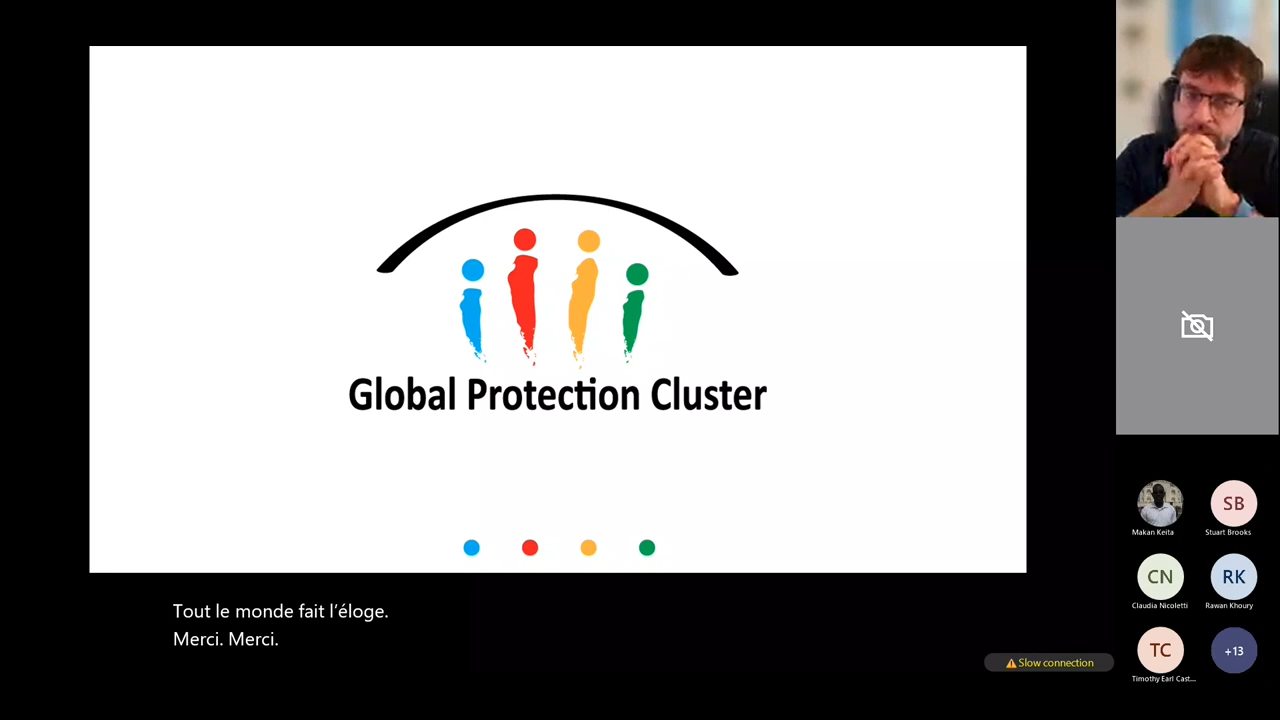 Global Protection Cluster
Tout le monde fait l’éloge.
Merci. Merci.
Slow connection
Makan Keita
SB
Stuart Brooks
CN
Claudia Nicoletti
RK
Rawan Khoury
TC
Timothy Earl Cast...
+13